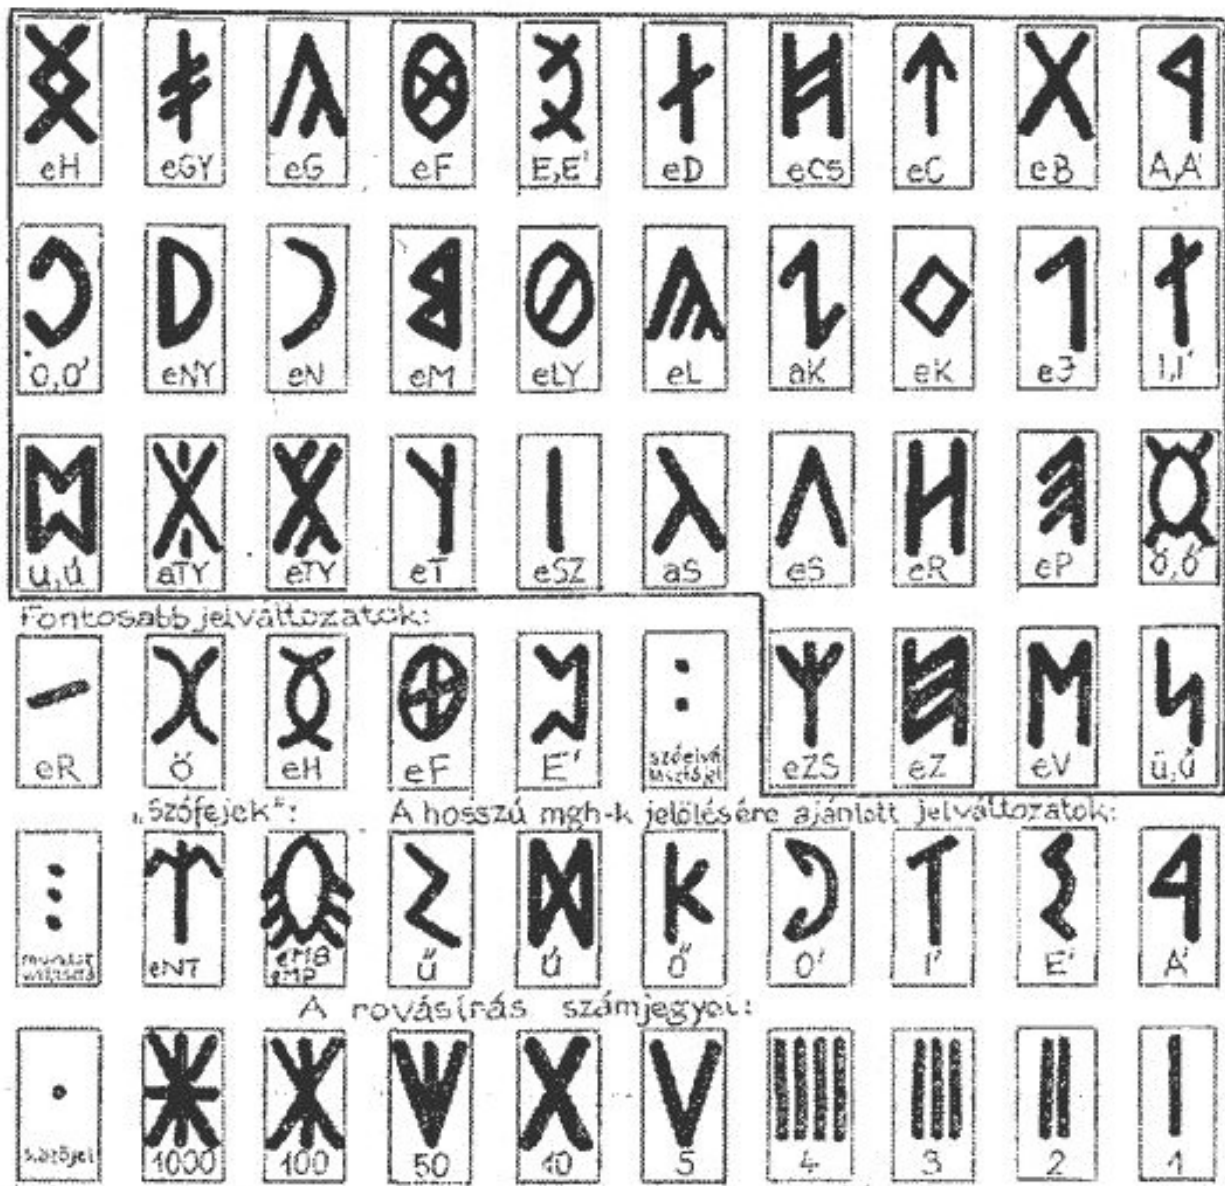 eH eGY eG eF E,E' eD eCS eC eB A,A'
O,O' eNY eN eM eLY eL aK eK eJ I,I'
U,Ú aTY eTY eT eSZ aS eS eR eP Ö,Ő
Fontosabb jelváltozatok:
eR Ö eH eF E' szóelvá
lasztójel eZS eZ eV Ü,Ű
„Szófejek": A hosszú mgh-k jelölésére ajánlott jelváltozatok:
eNT eMB
eMP Ű Ú Ő O' I' E' A'
A rovásírás számjegyei:
1000 100 50 10 5 4 3 2 1